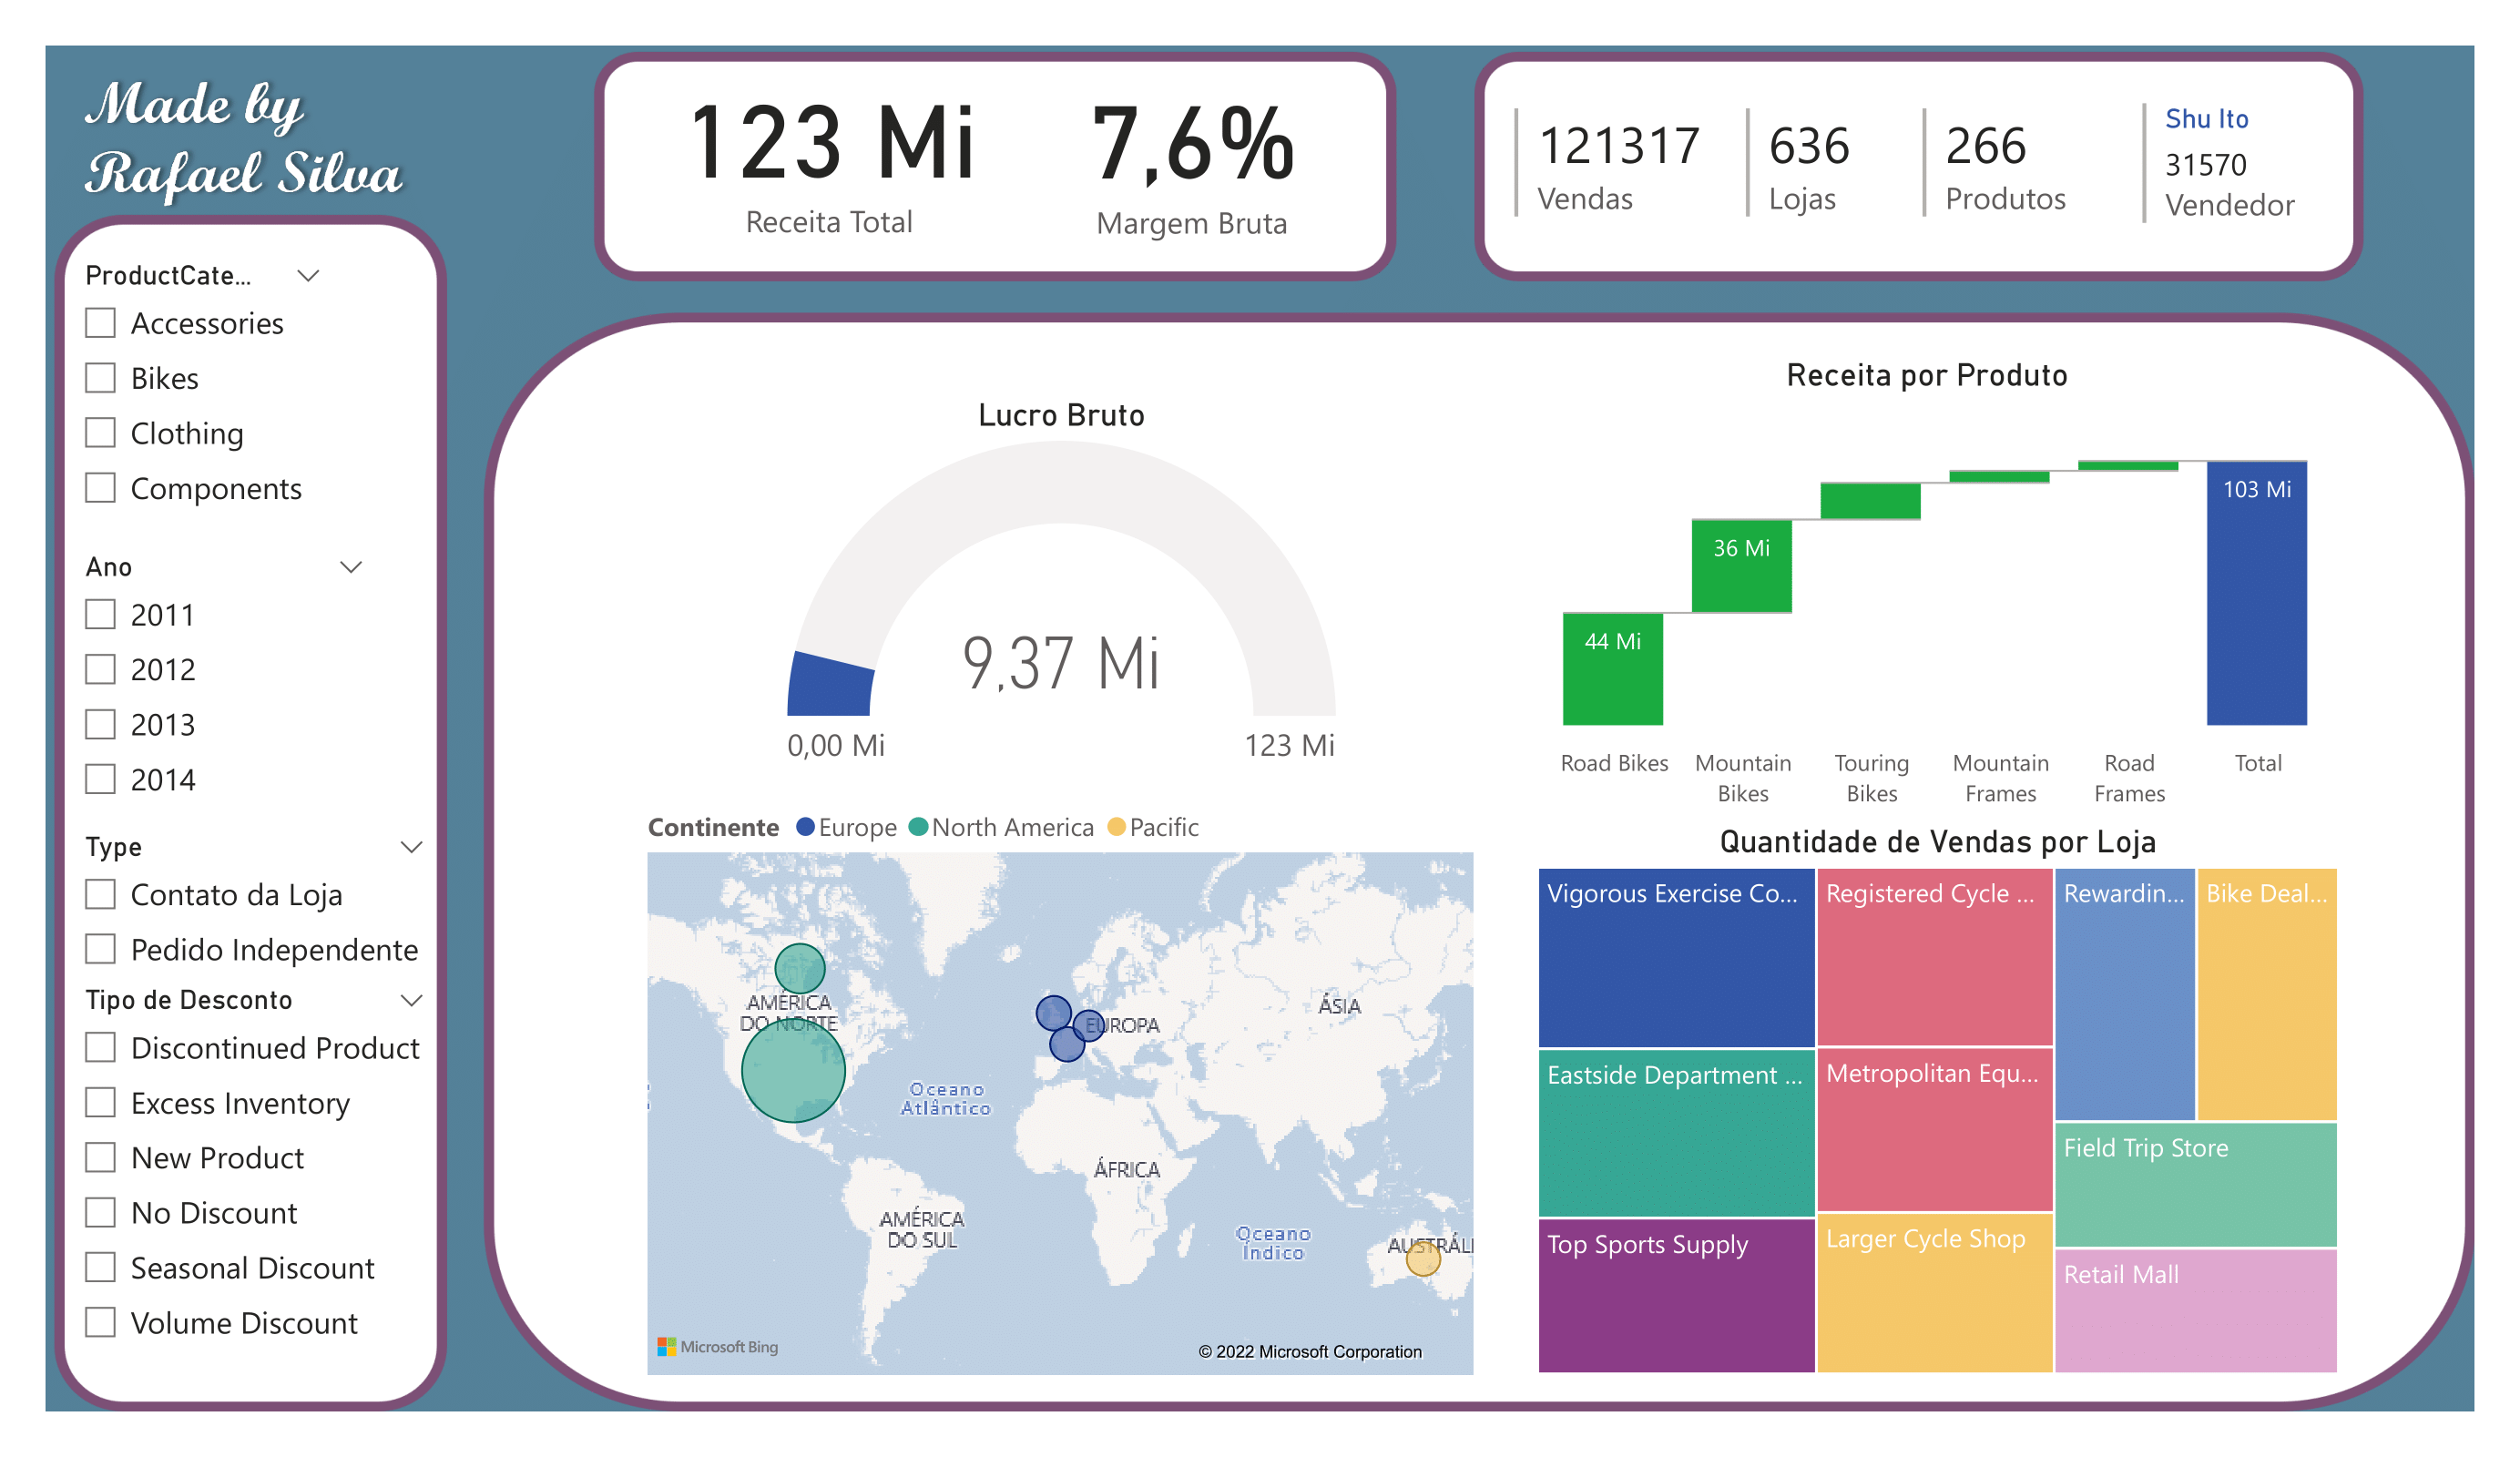 Made by
Rafael Silva
123 Mi
Receita Total
7,6%
Margem Bruta
121317
Vendas
636
Lojas
266
Produtos
Shu Ito
31570
Vendedor
ProductCate...
Accessories
Bikes
Clothing
Components
Ano
2011
2012
2013
2014
Type
Contato da Loja
Pedido Independente
Tipo de Desconto
Discontinued Product
Excess Inventory
New Product
No Discount
Seasonal Discount
Volume Discount
Lucro Bruto
9,37 Mi
0,00 Mi
123 Mi
Receita por Produto
44 Mi
36 Mi
103 Mi
Road Bikes
Mountain
Bikes
Touring
Bikes
Mountain
Frames
Road
Frames
Total
Continente Europe North America Pacific
AMÉRICA
DO NORTE
EUROPA
ÁSIA
Oceano
Atlântico
ÁFRICA
AMÉRICA
DO SUL
Oceano
Índico
AUSTRÁLI
Microsoft Bing
© 2022 Microsoft Corporation
Quantidade de Vendas por Loja
Vigorous Exercise Co...
Registered Cycle ...
Rewardin...
Bike Deal...
Eastside Department ...
Metropolitan Equ...
Field Trip Store
Top Sports Supply
Larger Cycle Shop
Retail Mall